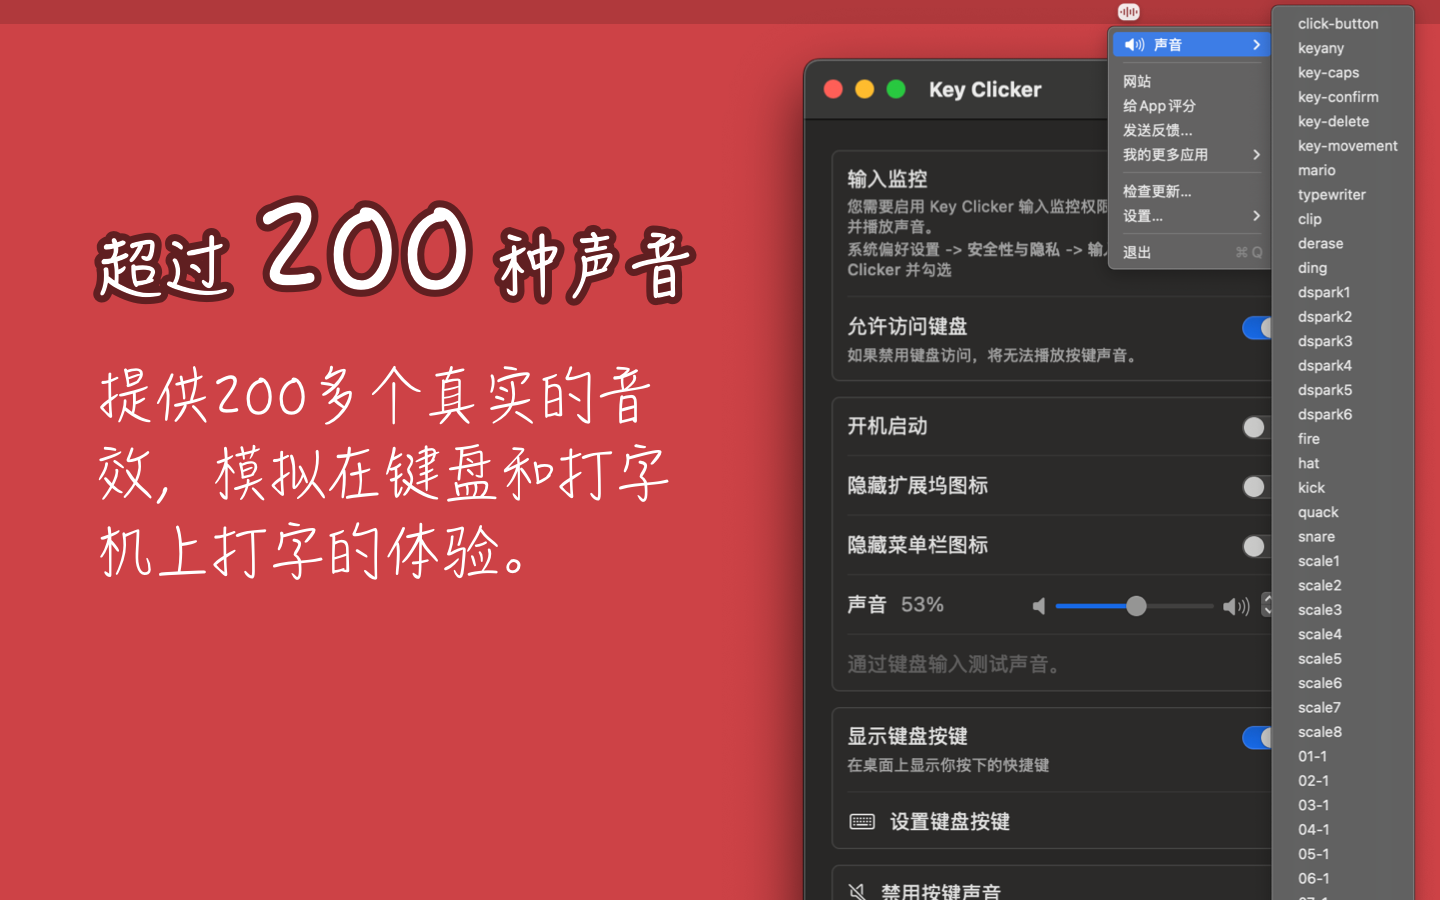 超过 200 种声音
提供200多个真实的音
效，模拟在键盘和打字
机上打字的体验。
Key Clicker
输入监控
您需要启用 Key Clicker 输入监控权限
并播放声音。
系统偏好设置 -> 安全性与隐私 -> 输入
Clicker 并勾选
允许访问键盘
如果禁用键盘访问，将无法播放按键声音。
开机启动
隐藏扩展坞图标
隐藏菜单栏图标
声音 53%
通过键盘输入测试声音。
显示键盘按键
在桌面上显示你按下的快捷键
设置键盘按键
禁用按键声音
声音
网站
给App评分
发送反馈...
我的更多应用
检查更新...
设置...
退出 ⌘Q
click-button
keyany
key-caps
key-confirm
key-delete
key-movement
mario
typewriter
clip
derase
ding
dspark1
dspark2
dspark3
dspark4
dspark5
dspark6
fire
hat
kick
quack
snare
scale1
scale2
scale3
scale4
scale5
scale6
scale7
scale8
01-1
02-1
03-1
04-1
05-1
06-1